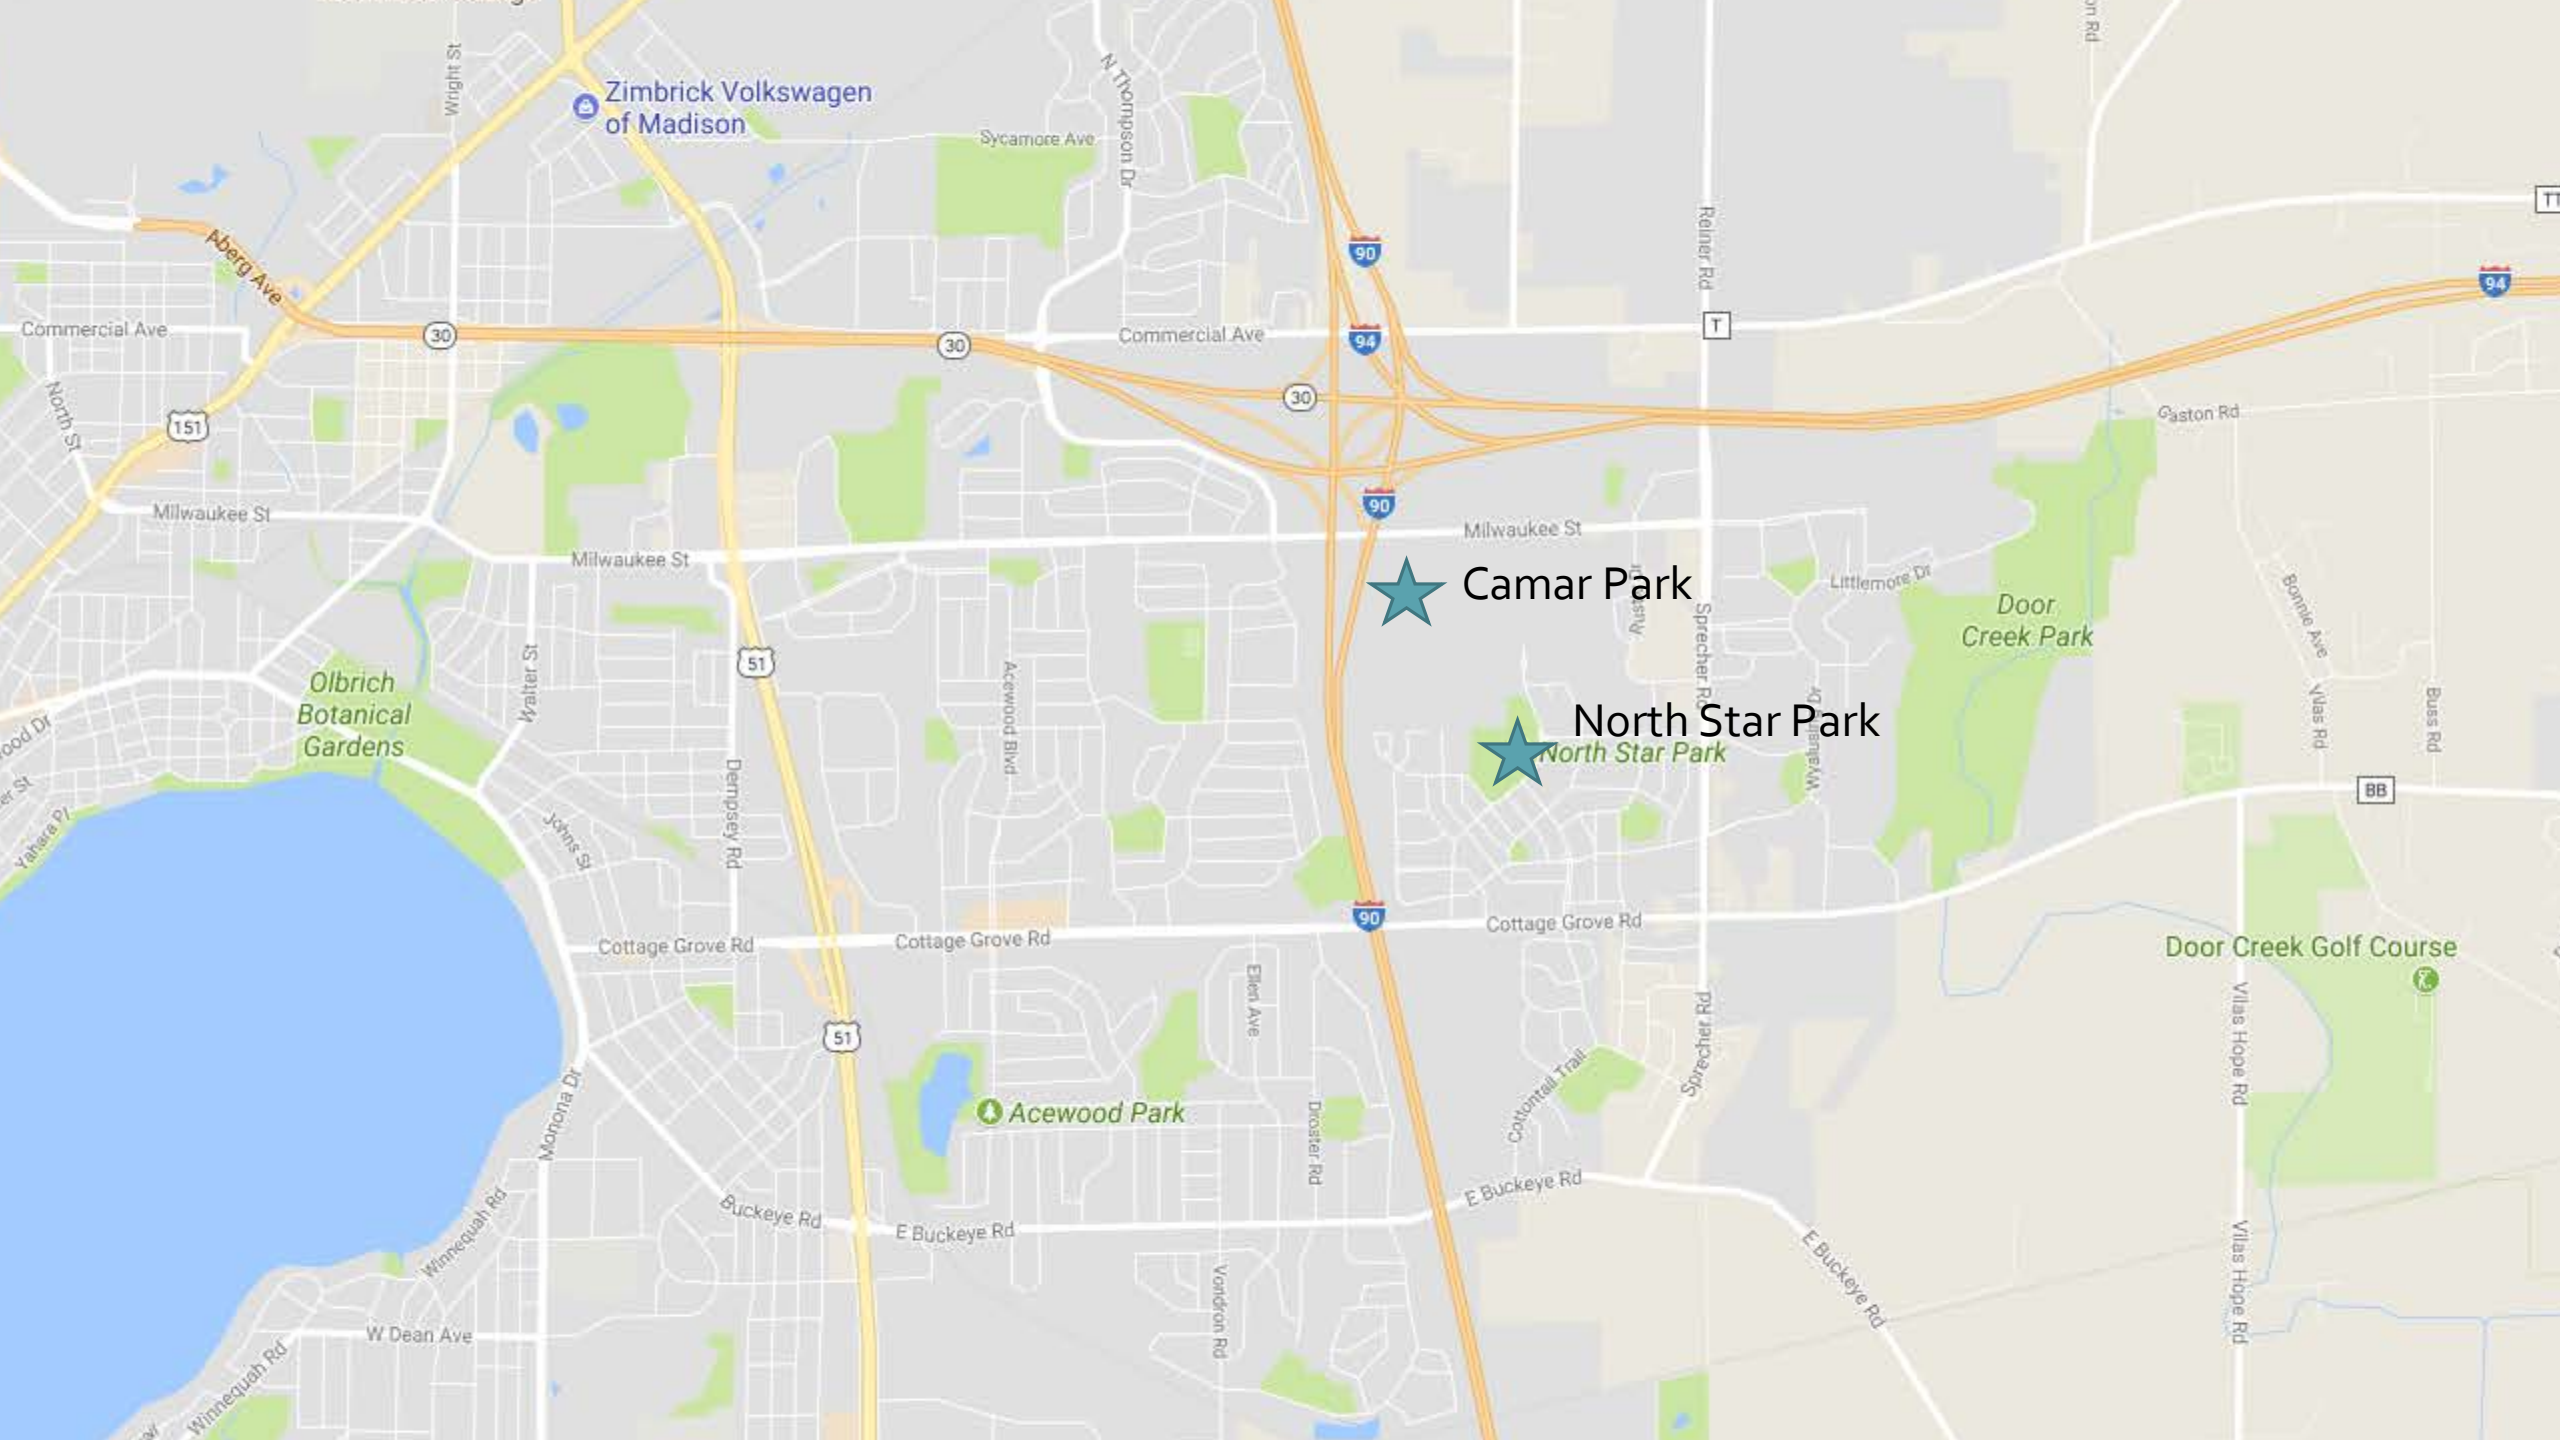 Wright St
Zimbrick Volkswagen
of Madison
N Thompson Dr
Sycamore Ave
90
Reiner Rd
TT
94
Aberg Ave
Commercial Ave
30
30
Commercial Ave
94
T
30
North St
151
Gaston Rd
Milwaukee St
90
Milwaukee St
Milwaukee St
Camar Park
Littlemore Dr
Door
Creek Park
Bonnie Ave
51
Sprecher Rd
Walter St
Acewood Blvd
Olbrich
Botanical
Gardens
North Star Park
North Star Park
Vilas Rd
Buss Rd
Dempsey Rd
Johns St
Yahara Pl
BB
90
Cottage Grove Rd
Cottage Grove Rd
Cottage Grove Rd
Door Creek Golf Course
Ellen Ave
Sprecher Rd
Vilas Hope Rd
51
Cottontail Trail
Acewood Park
Droster Rd
Monona Dr
E Buckeye Rd
Buckeye Rd
E Buckeye Rd
Winnequah Rd
E Buckeye Rd
Vondron Rd
Vilas Hope Rd
W Dean Ave
Winnequah Rd